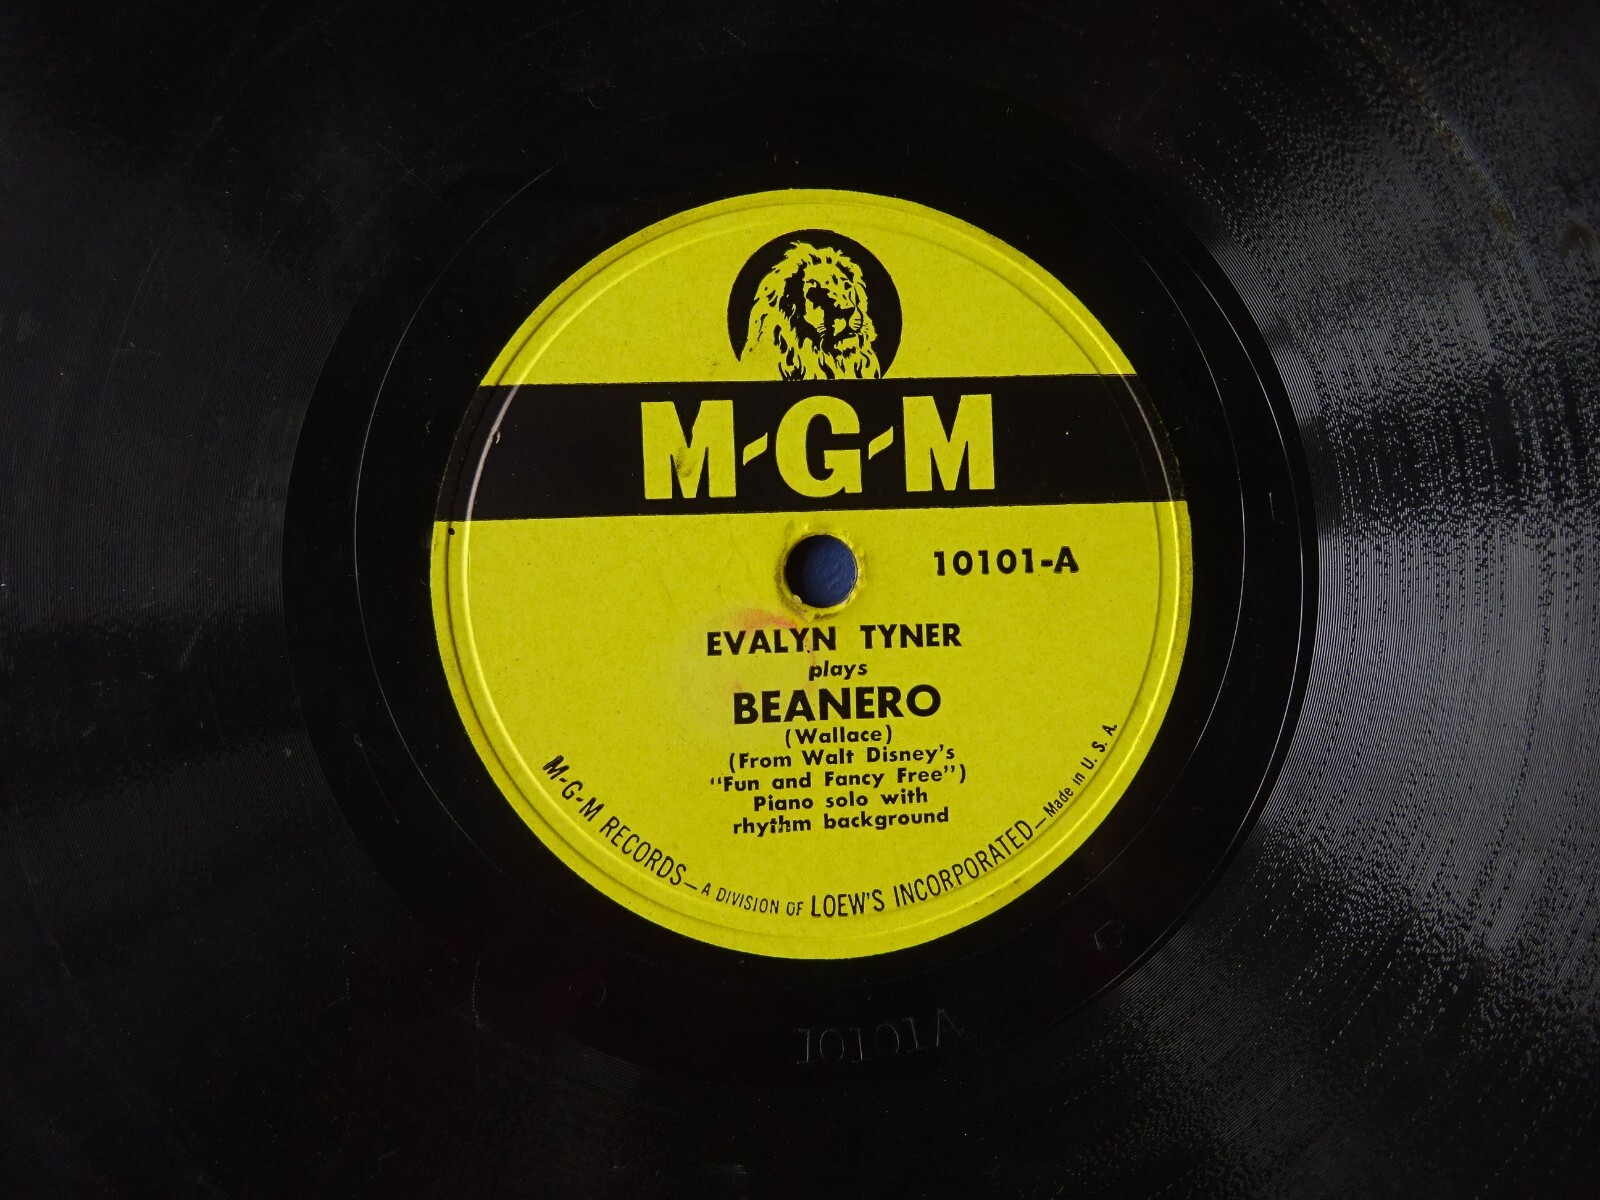 M-G-M
10101-A
EVALYN TYNER
plays
BEANERO
(Wallace)
(From Walt Disney's
"Fun and Fancy Free")
Piano solo with
rhythm background
M-G-M RECORDS—A DIVISION OF LOEW'S INCORPORATED—Made in U. S. A.
10101A